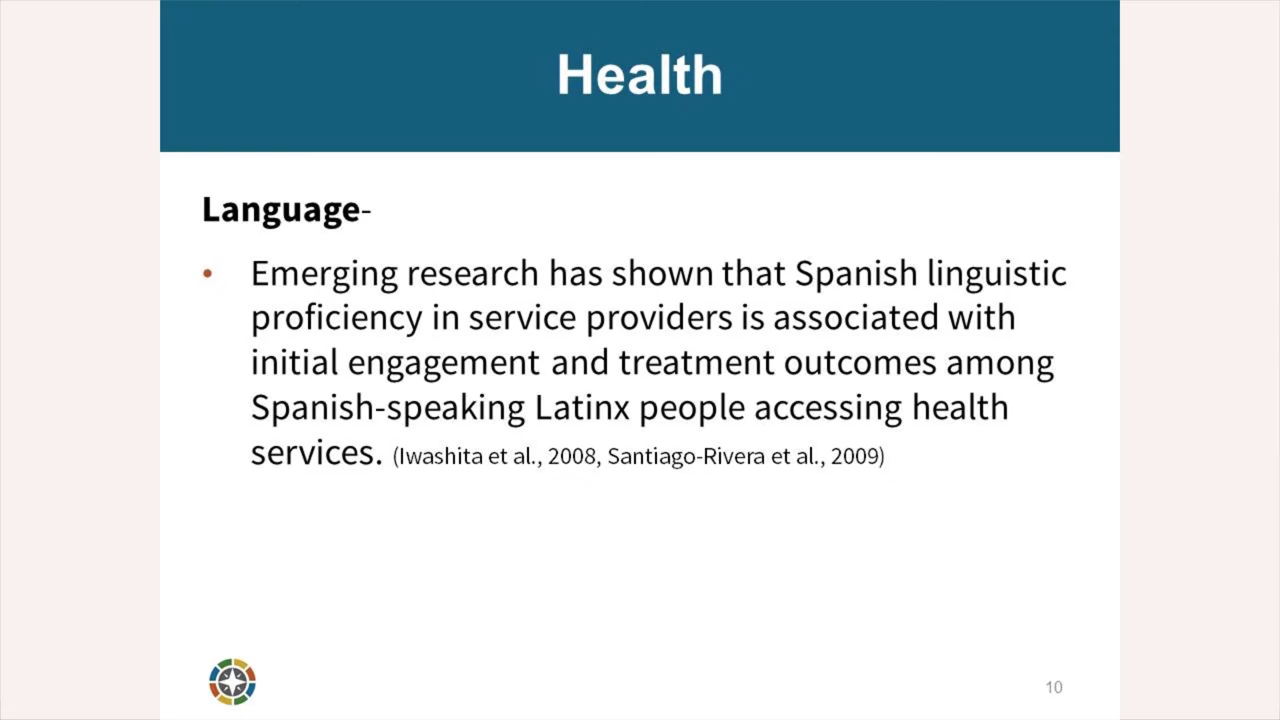 Health
Language-
• Emerging research has shown that Spanish linguistic
proficiency in service providers is associated with
initial engagement and treatment outcomes among
Spanish-speaking Latinx people accessing health
services. (Iwashita et al., 2008, Santiago-Rivera et al., 2009)
10